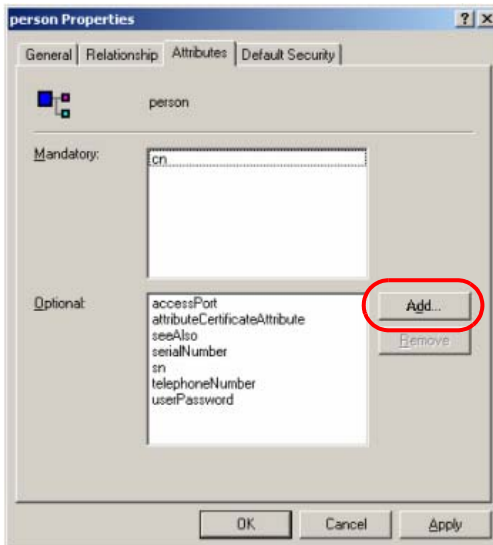 person Properties
General
Relationship
Attributes
Default Security
person
Mandatory:
cn
Optional:
accessPort
attributeCertificateAttribute
seeAlso
serialNumber
sn
telephoneNumber
userPassword
Add...
Remove
OK
Cancel
Apply